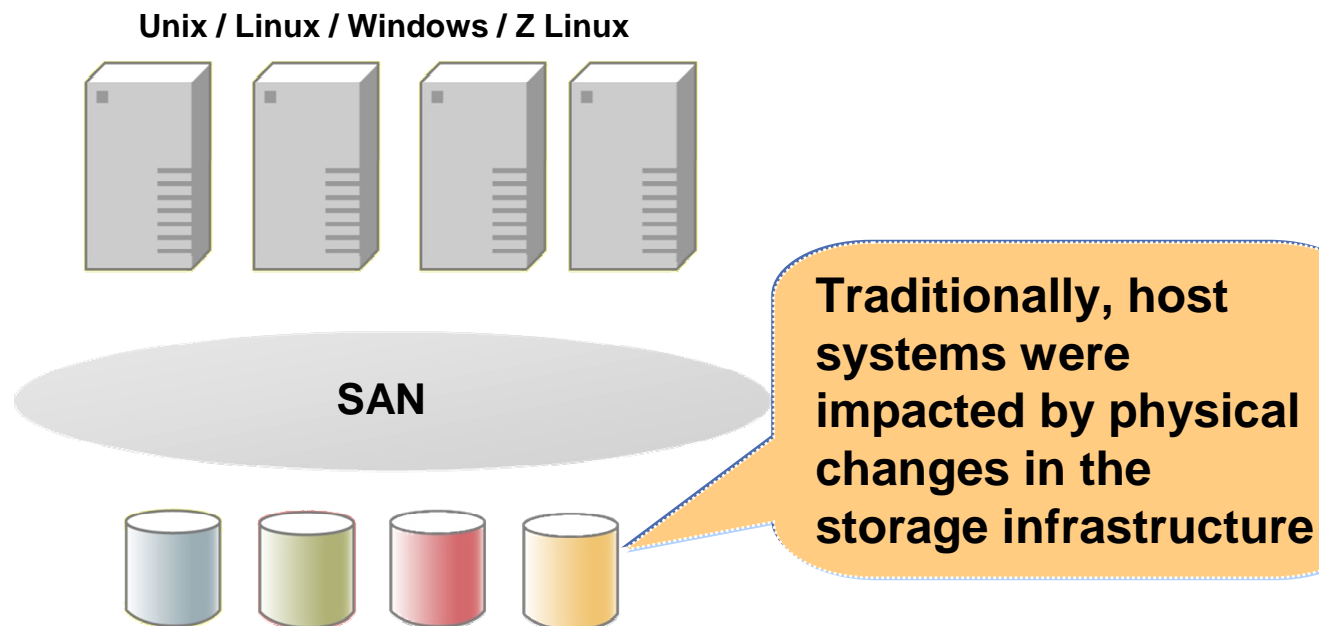 Unix / Linux / Windows / Z Linux
SAN
Traditionally, host
systems were
impacted by physical
changes in the
storage infrastructure